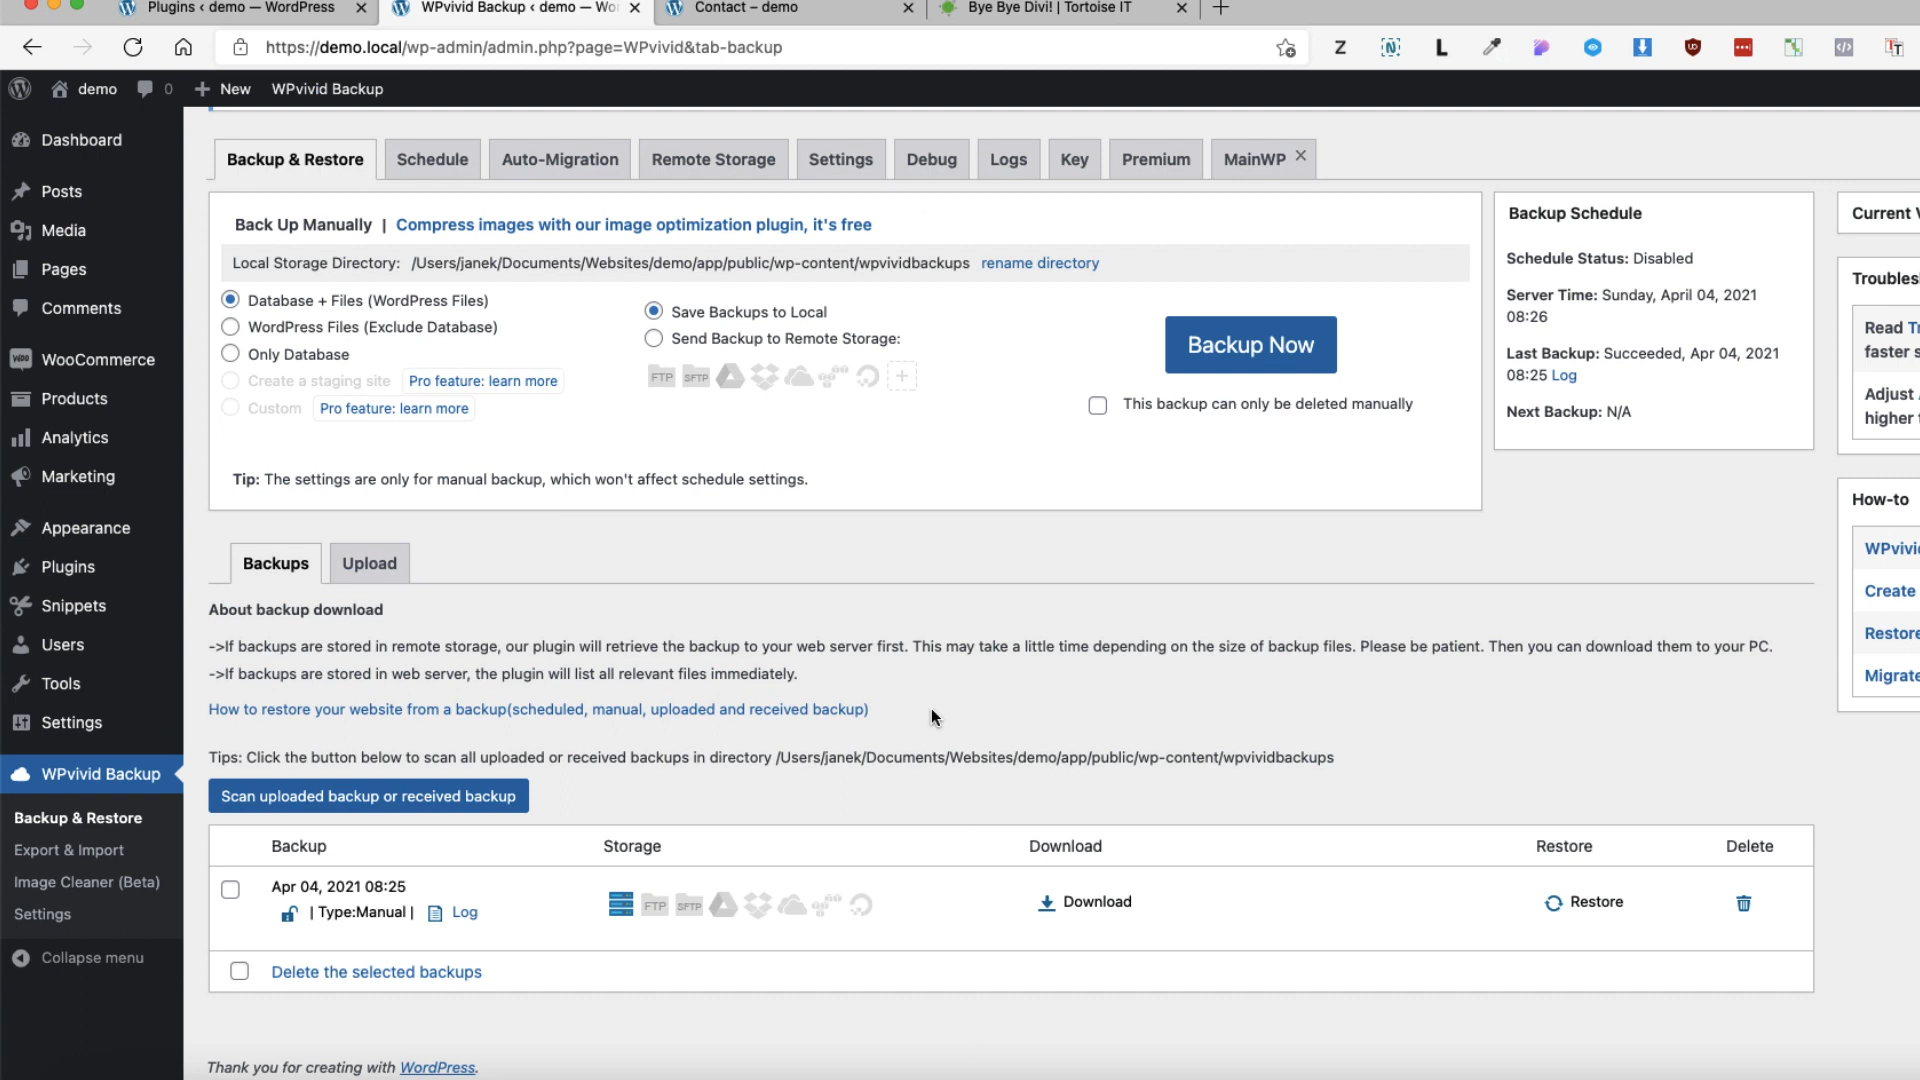 Plugins ‹ demo — WordPress
WPvivid Backup ‹ demo — Wo
Contact – demo
Bye Bye Divi! | Tortoise IT
https://demo.local/wp-admin/admin.php?page=WPvivid&tab-backup
demo
0
New
WPvivid Backup
Dashboard
Posts
Media
Pages
Comments
WooCommerce
Products
Analytics
Marketing
Appearance
Plugins
Snippets
Users
Tools
Settings
WPvivid Backup
Backup & Restore
Export & Import
Image Cleaner (Beta)
Settings
Collapse menu
Backup & Restore
Schedule
Auto-Migration
Remote Storage
Settings
Debug
Logs
Key
Premium
MainWP
Back Up Manually | Compress images with our image optimization plugin, it's free
Local Storage Directory: /Users/janek/Documents/Websites/demo/app/public/wp-content/wpvividbackups rename directory
Database + Files (WordPress Files)
WordPress Files (Exclude Database)
Only Database
Create a staging site Pro feature: learn more
Custom Pro feature: learn more
Save Backups to Local
Send Backup to Remote Storage:
FTP SFTP
Backup Now
This backup can only be deleted manually
Tip: The settings are only for manual backup, which won't affect schedule settings.
Backup Schedule
Schedule Status: Disabled
Server Time: Sunday, April 04, 2021
08:26
Last Backup: Succeeded, Apr 04, 2021
08:25 Log
Next Backup: N/A
Current
Troubles
Read Tr
faster s
Adjust
higher
How-to
WPvivid
Create
Restore
Migrate
Backups
Upload
About backup download
->If backups are stored in remote storage, our plugin will retrieve the backup to your web server first. This may take a little time depending on the size of backup files. Please be patient. Then you can download them to your PC.
->If backups are stored in web server, the plugin will list all relevant files immediately.
How to restore your website from a backup(scheduled, manual, uploaded and received backup)
Tips: Click the button below to scan all uploaded or received backups in directory /Users/janek/Documents/Websites/demo/app/public/wp-content/wpvividbackups
Scan uploaded backup or received backup
Backup Storage Download Restore Delete
Apr 04, 2021 08:25
| Type:Manual | Log
FTP SFTP
Download
Restore
Delete the selected backups
Thank you for creating with WordPress.